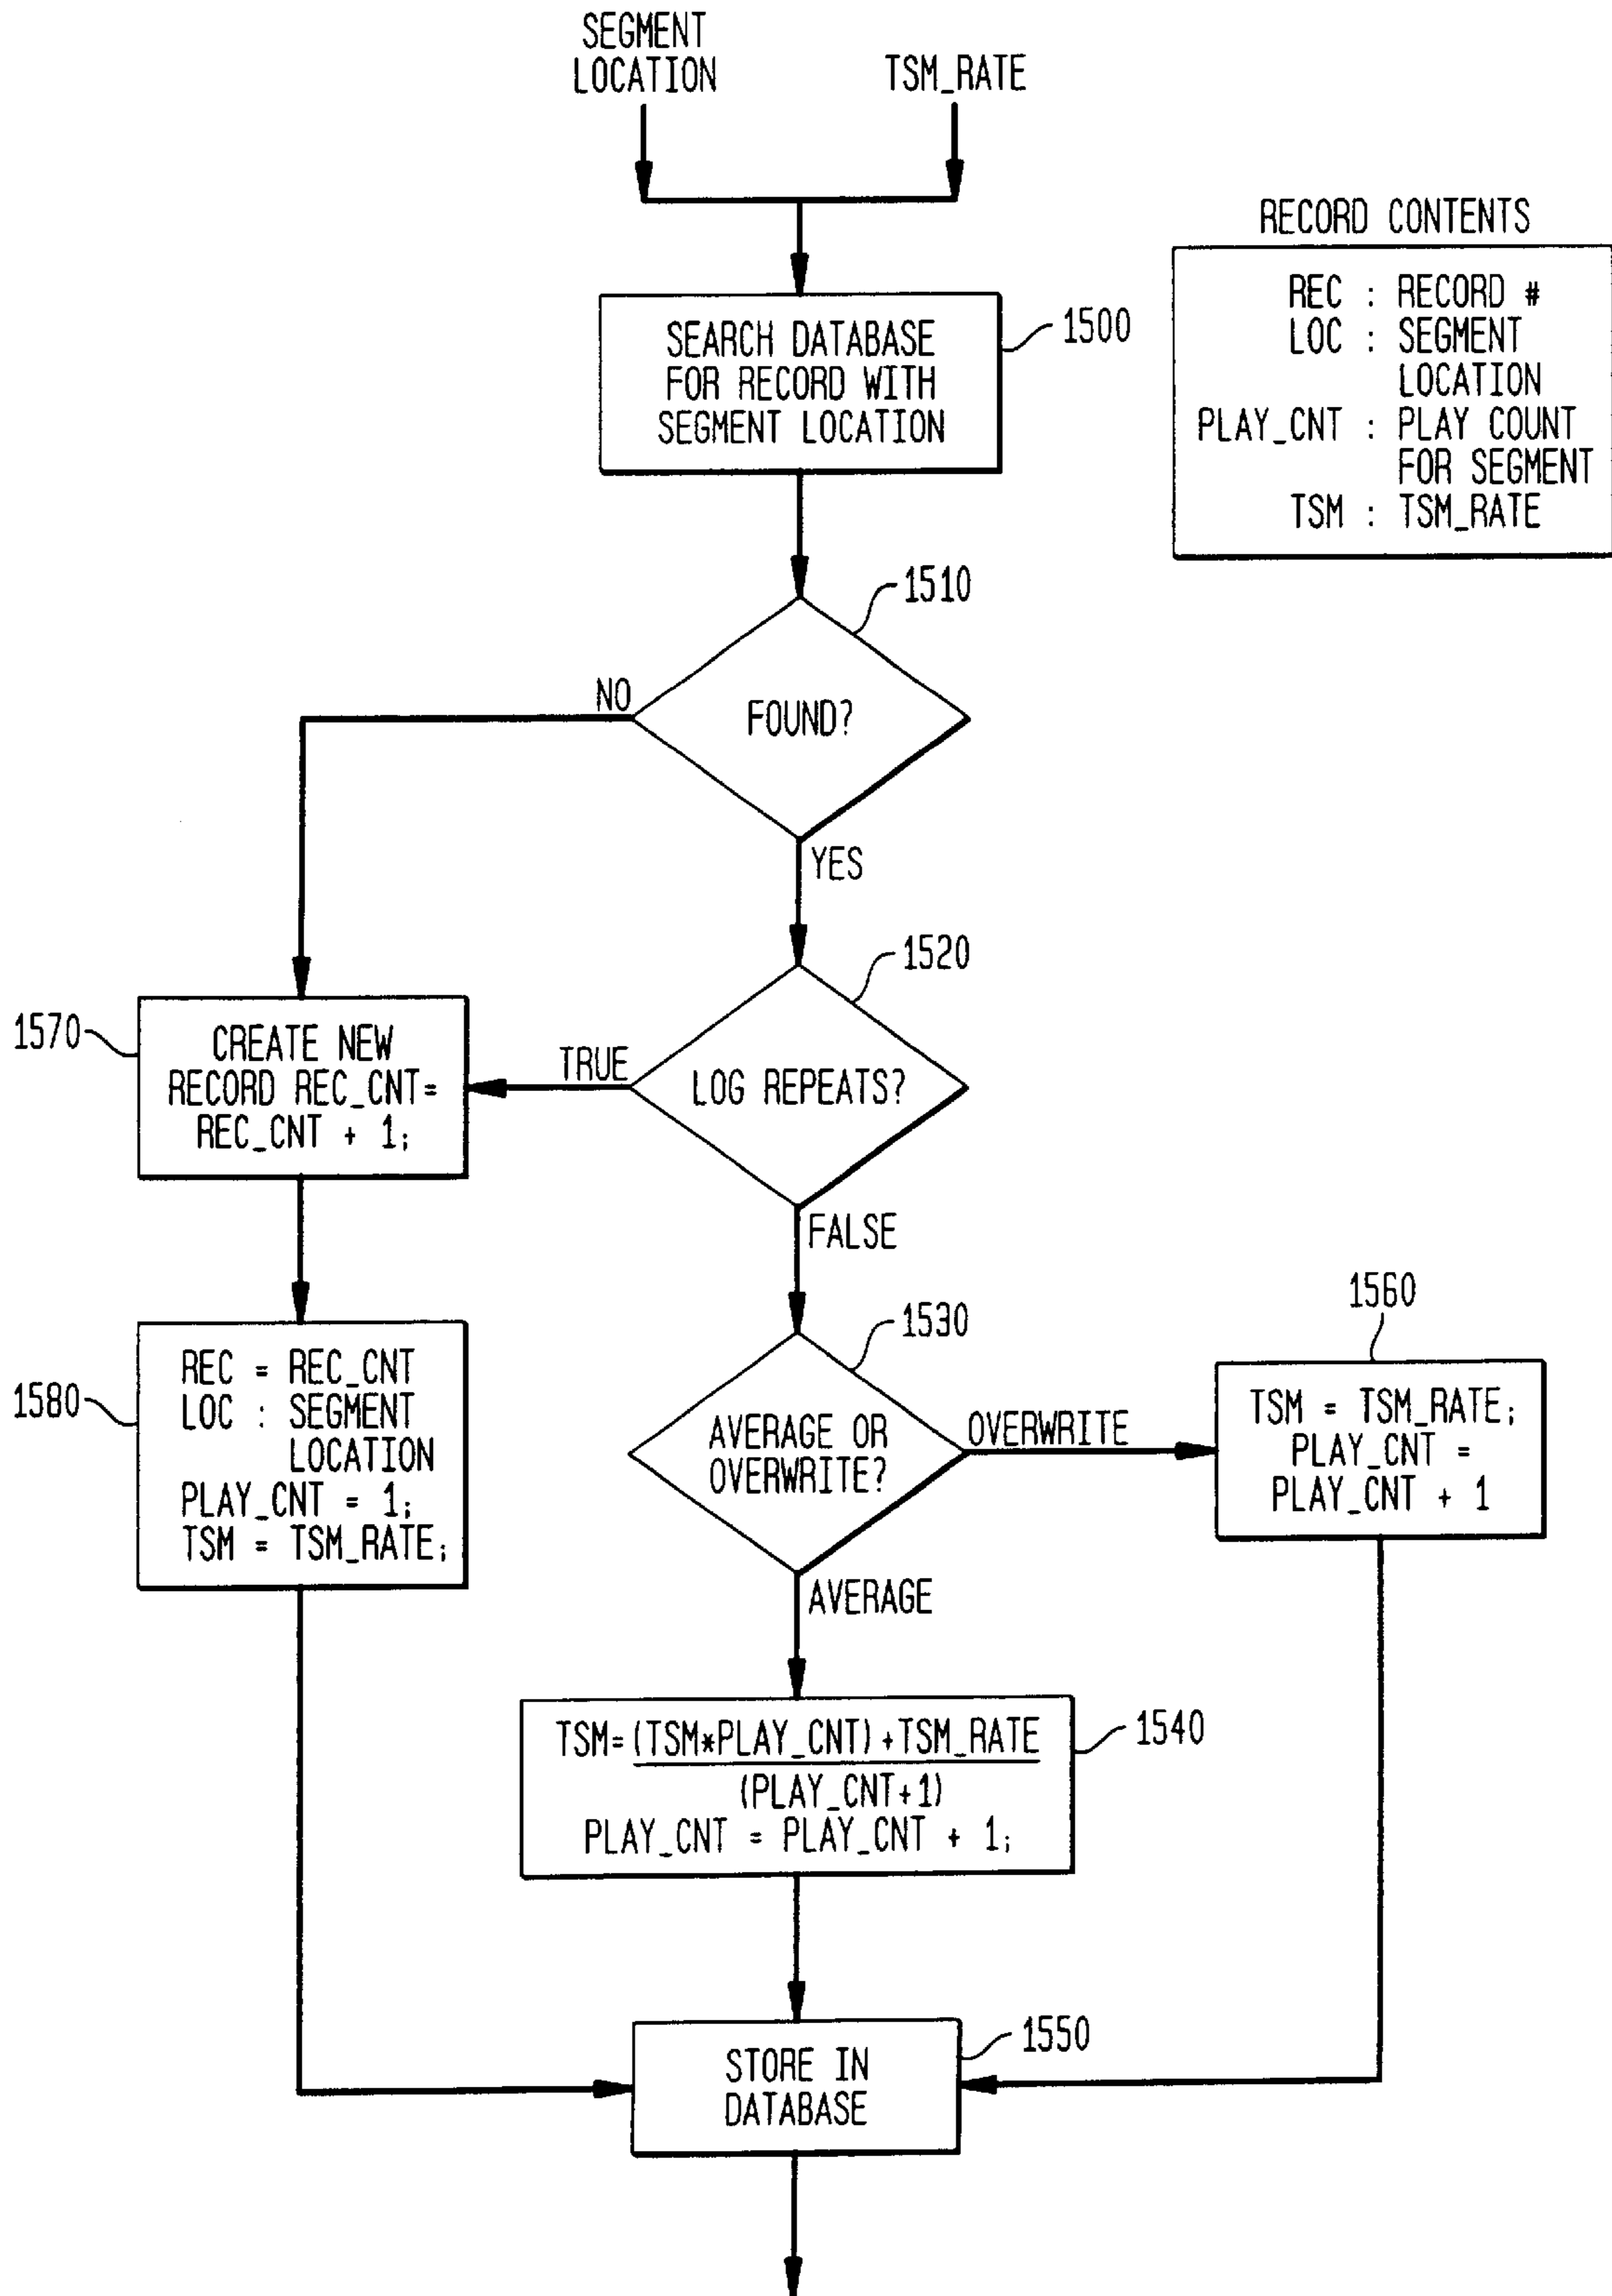 SEGMENT
LOCATION
TSM_RATE
RECORD CONTENTS
REC : RECORD #
LOC : SEGMENT
LOCATION
PLAY_CNT : PLAY COUNT
FOR SEGMENT
TSM : TSM_RATE
SEARCH DATABASE
FOR RECORD WITH
SEGMENT LOCATION
1500
1510
FOUND?
NO
YES
1520
LOG REPEATS?
TRUE
FALSE
1570
CREATE NEW
RECORD REC_CNT=
REC_CNT + 1;
1580
REC = REC_CNT
LOC : SEGMENT
LOCATION
PLAY_CNT = 1;
TSM = TSM_RATE;
1530
AVERAGE OR
OVERWRITE?
OVERWRITE
AVERAGE
1560
TSM = TSM_RATE;
PLAY_CNT =
PLAY_CNT + 1
TSM=(TSM*PLAY_CNT)+TSM_RATE
(PLAY_CNT+1)
PLAY_CNT = PLAY_CNT + 1;
1540
STORE IN
DATABASE
1550